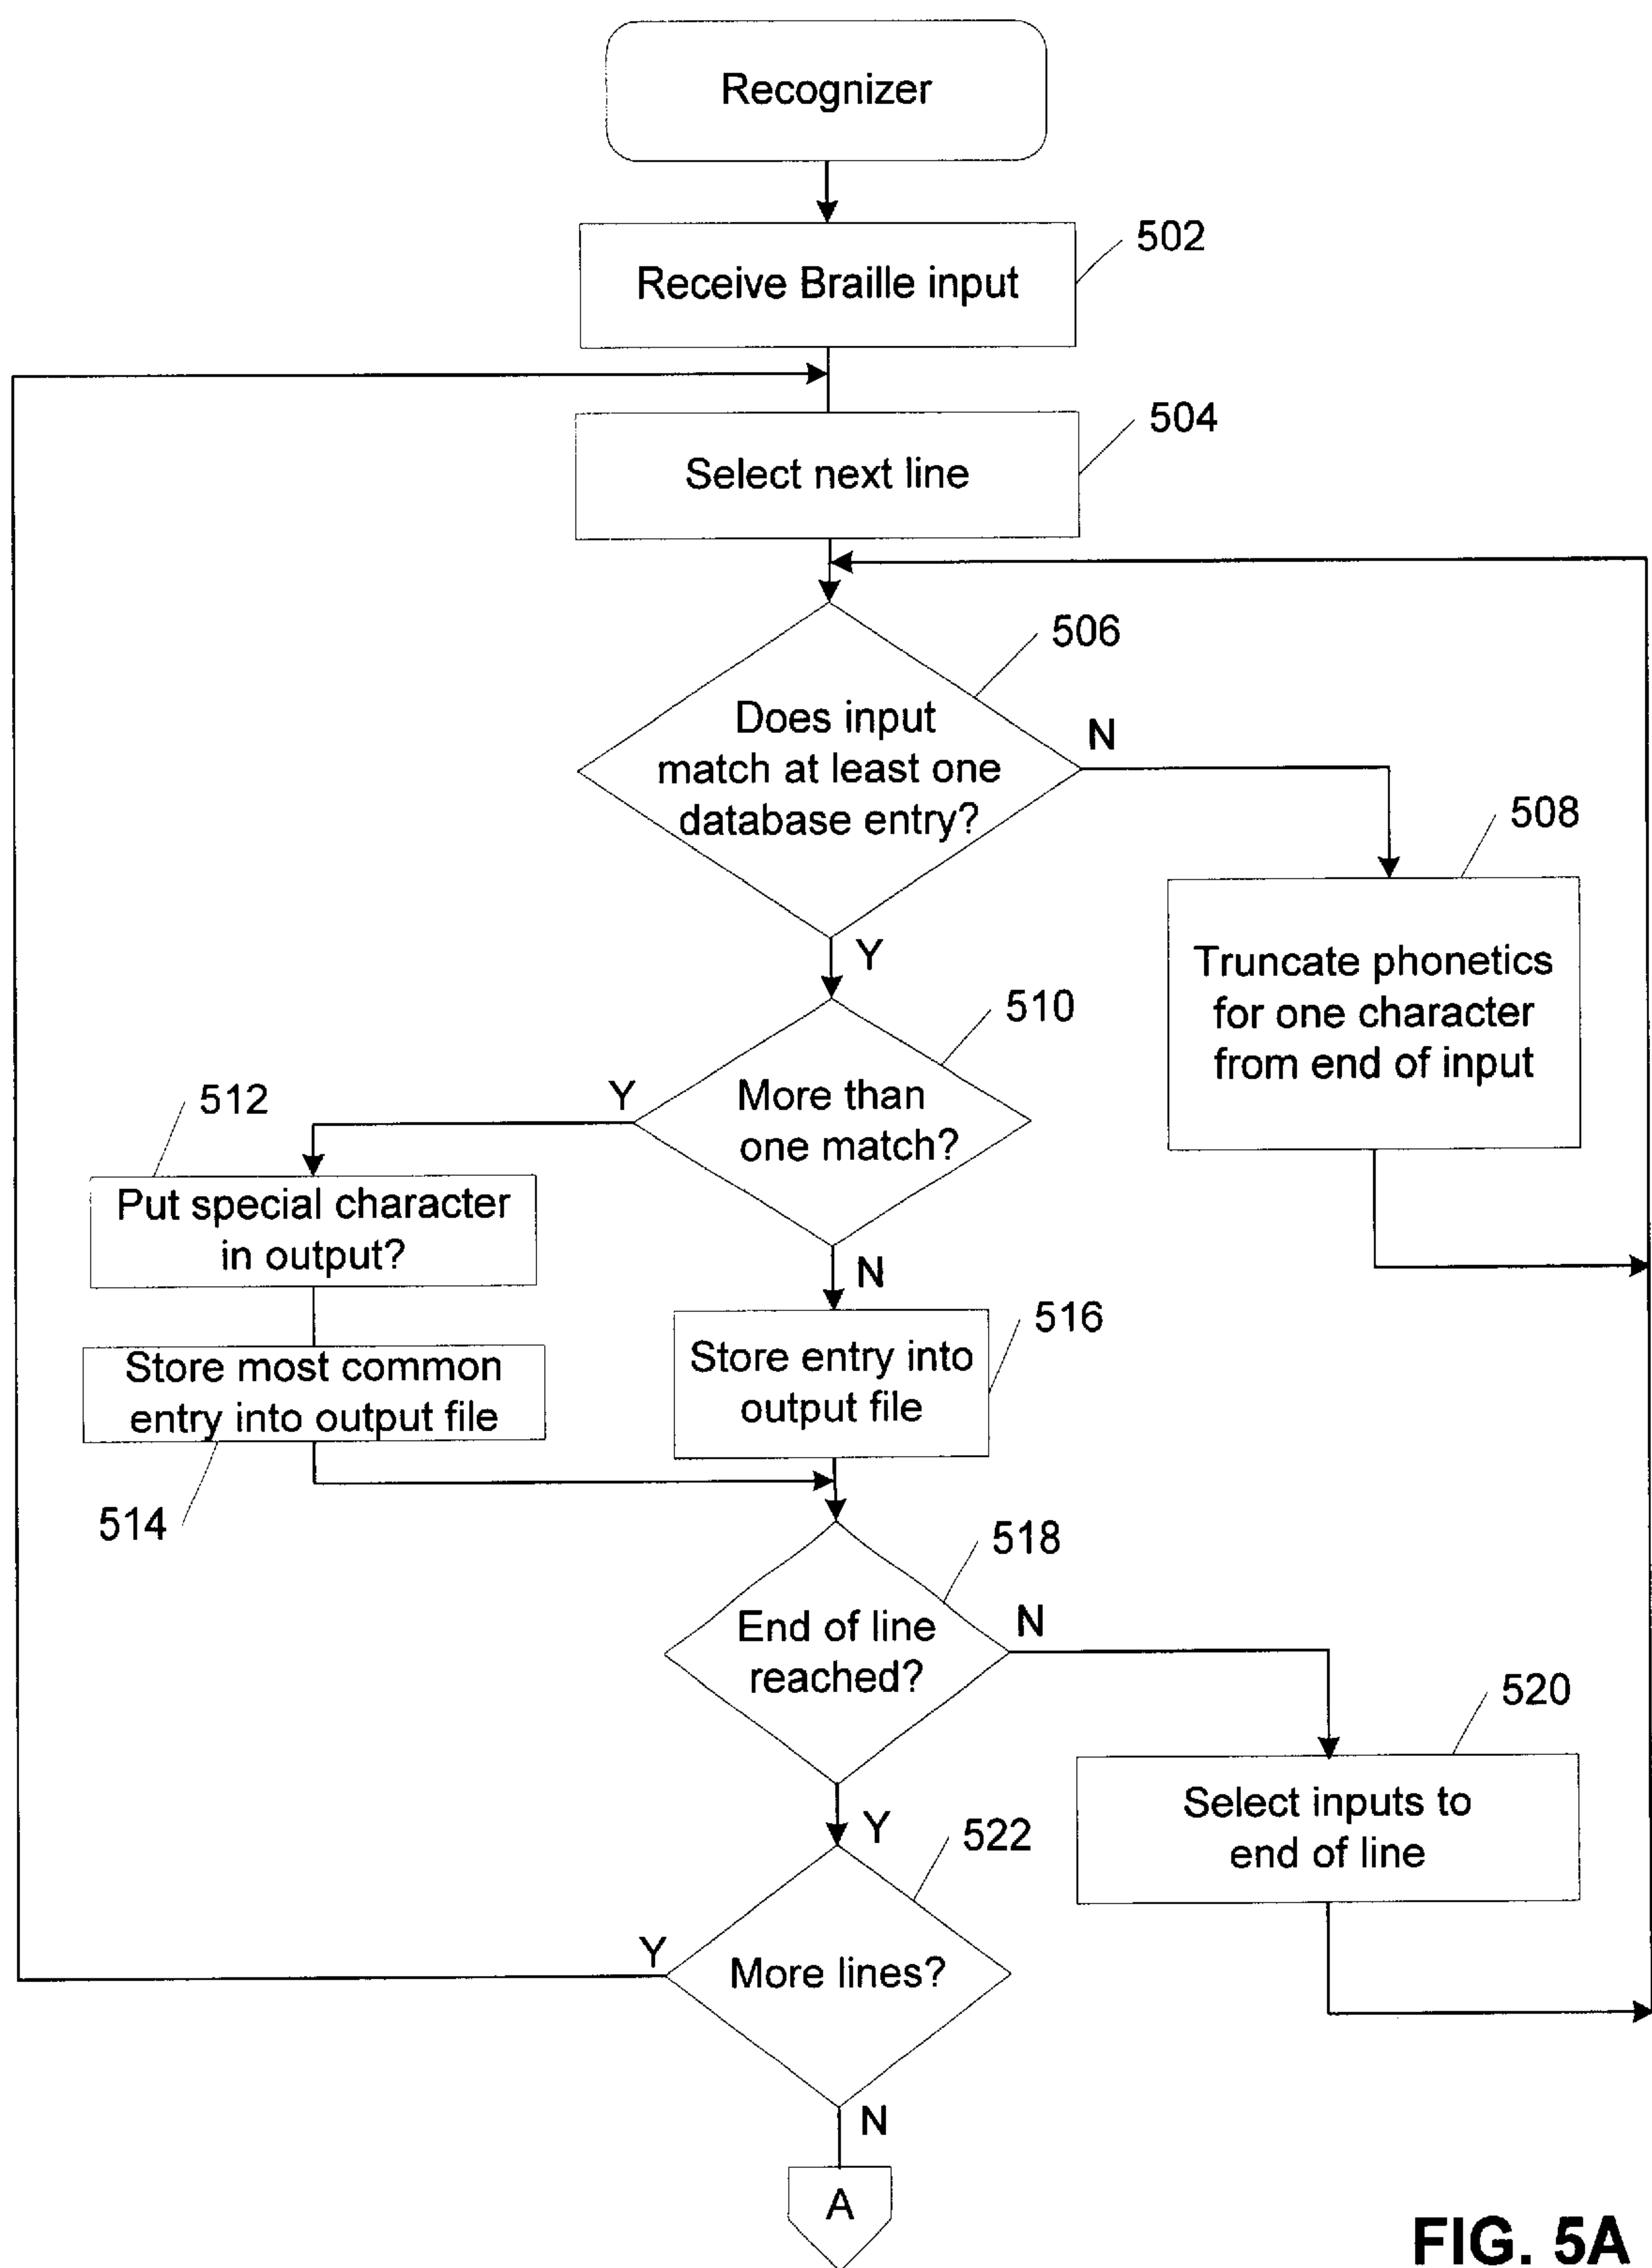 Recognizer
502
Receive Braille input
504
Select next line
506
Does input
match at least one
database entry?
N
508
Truncate phonetics
for one character
from end of input
Y
510
More than
one match?
Y
512
Put special character
in output?
N
516
Store most common
entry into output file
514
Store entry into
output file
518
End of line
reached?
N
520
Select inputs to
end of line
Y
522
More lines?
Y
N
A
FIG. 5A